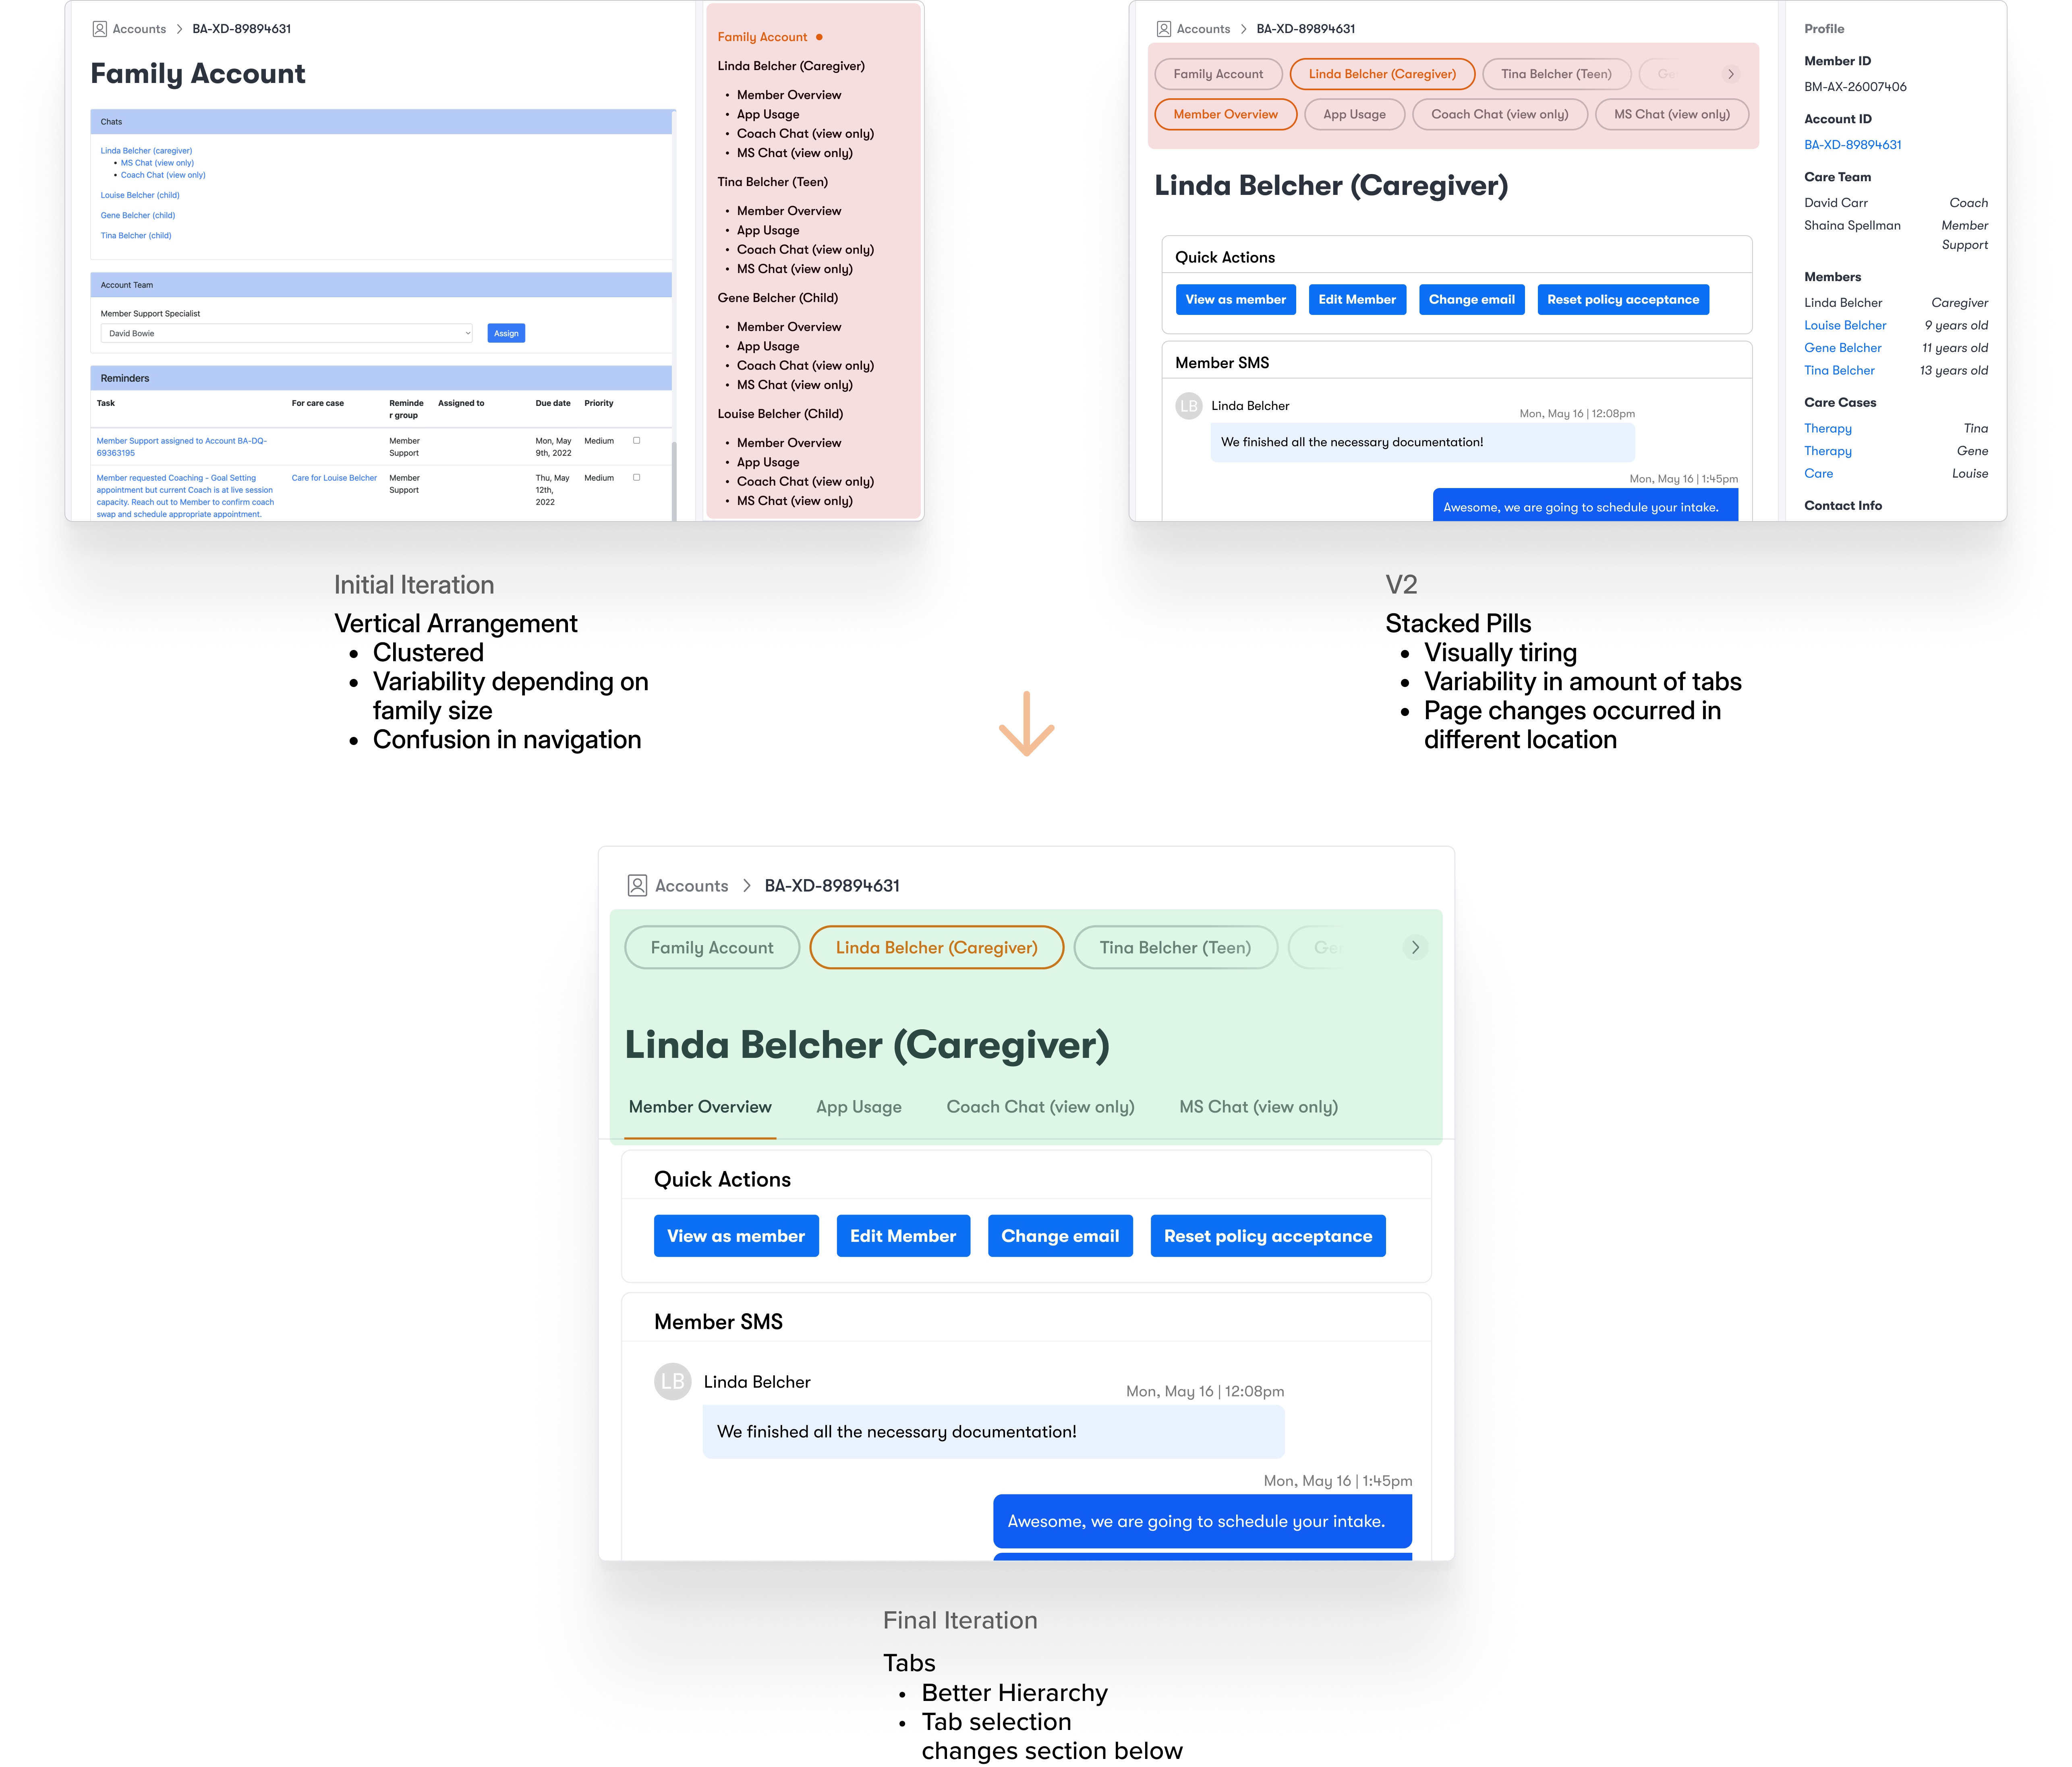 Accounts > BA-XD-89894631
Family Account
Chats
Linda Belcher (caregiver)
• MS Chat (view only)
• Coach Chat (view only)
Louise Belcher (child)
Gene Belcher (child)
Tina Belcher (child)
Account Team
Member Support Specialist
David Bowie
Assign
Reminders
Task For care case Reminde Assigned to Due date Priority
r group
Member Support assigned to Account BA-DQ- Member Mon, May Medium
69363195 Support 9th, 2022
Member requested Coaching - Goal Setting Care for Louise Belcher Member Thu, May Medium
appointment but current Coach is at live session Support 12th,
capacity. Reach out to Member to confirm coach 2022
swap and schedule appropriate appointment.
Family Account
Linda Belcher (Caregiver)
• Member Overview
• App Usage
• Coach Chat (view only)
• MS Chat (view only)
Tina Belcher (Teen)
• Member Overview
• App Usage
• Coach Chat (view only)
• MS Chat (view only)
Gene Belcher (Child)
• Member Overview
• App Usage
• Coach Chat (view only)
• MS Chat (view only)
Louise Belcher (Child)
• Member Overview
• App Usage
• Coach Chat (view only)
• MS Chat (view only)
Accounts > BA-XD-89894631
Family Account Linda Belcher (Caregiver) Tina Belcher (Teen)
Member Overview App Usage Coach Chat (view only) MS Chat (view only)
Linda Belcher (Caregiver)
Quick Actions
View as member Edit Member Change email Reset policy acceptance
Member SMS
LB Linda Belcher
Mon, May 16 | 12:08pm
We finished all the necessary documentation!
Mon, May 16 | 1:45pm
Awesome, we are going to schedule your intake.
Profile
Member ID
BM-AX-26007406
Account ID
BA-XD-89894631
Care Team
David Carr Coach
Shaina Spellman Member
Support
Members
Linda Belcher Caregiver
Louise Belcher 9 years old
Gene Belcher 11 years old
Tina Belcher 13 years old
Care Cases
Therapy Tina
Therapy Gene
Care Louise
Contact Info
Initial Iteration
Vertical Arrangement
• Clustered
• Variability depending on
family size
• Confusion in navigation
V2
Stacked Pills
• Visually tiring
• Variability in amount of tabs
• Page changes occurred in
different location
Accounts > BA-XD-89894631
Family Account Linda Belcher (Caregiver) Tina Belcher (Teen) Ge
Linda Belcher (Caregiver)
Member Overview App Usage Coach Chat (view only) MS Chat (view only)
Quick Actions
View as member Edit Member Change email Reset policy acceptance
Member SMS
LB Linda Belcher
Mon, May 16 | 12:08pm
We finished all the necessary documentation!
Mon, May 16 | 1:45pm
Awesome, we are going to schedule your intake.
Final Iteration
Tabs
• Better Hierarchy
• Tab selection
changes section below